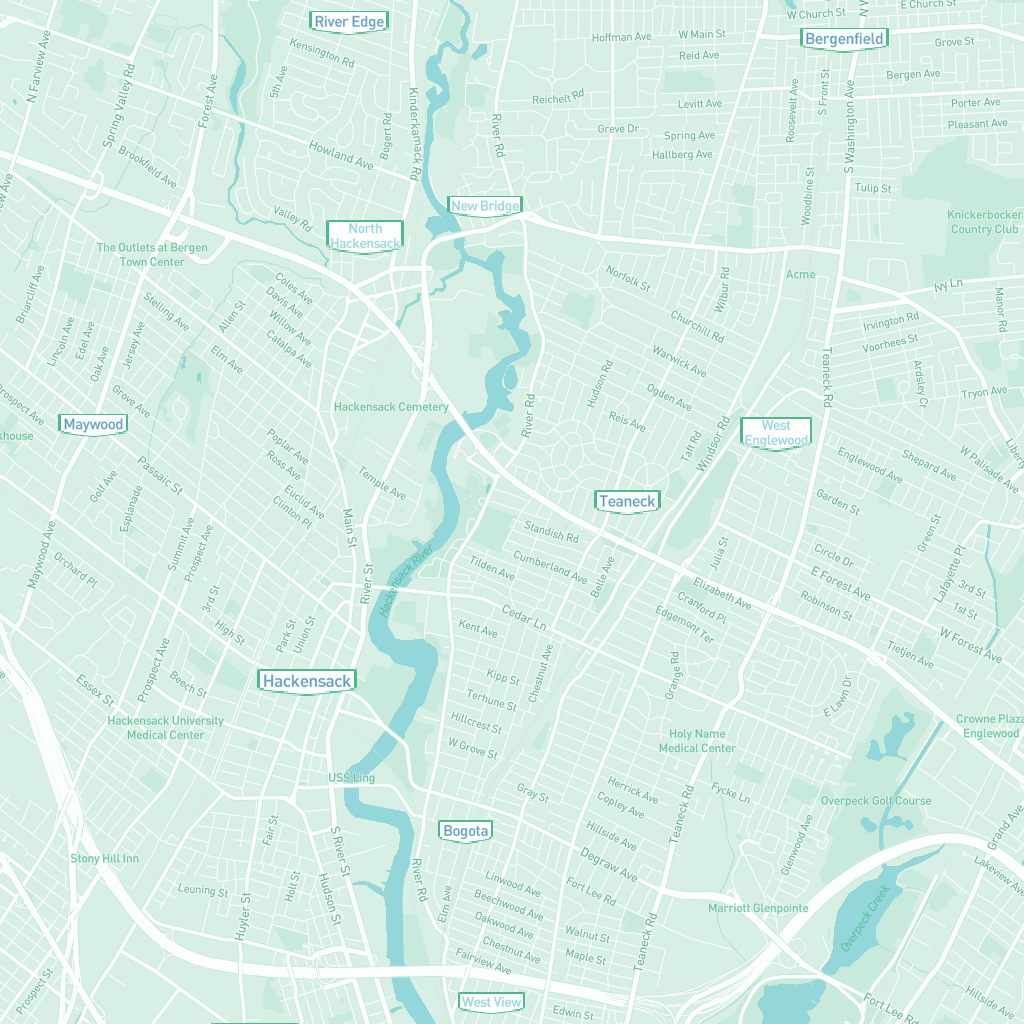 River Edge
W Church St
E Church St
N W
Bergenfield
Hoffman Ave
W Main St
Grove St
Reid Ave
Kensington Rd
N Farview Ave
Spring Valley Rd
Forest Ave
5th Ave
Kinderkamack Rd
Bergen Ave
Reichelt Rd
Levitt Ave
Roosevelt Ave
S Front St
S Washington Ave
Porter Ave
Pleasant Ave
River Rd
Greve Dr
Spring Ave
Bogert Rd
Howland Ave
Hallberg Ave
Brookfield Ave
Woodbine St
Tulip St
New Bridge
Valley Rd
North
Hackensack
Knickerbocker
Country Club
The Outlets at Bergen
Town Center
Briarcliff Ave
Coles Ave
Davis Ave
Willow Ave
Catalpa Ave
Stelling Ave
Allen St
Norfolk St
Wilbur Rd
Acme
Ivy Ln
Manor Rd
Churchill Rd
Irvington Rd
Voorhees St
Lincoln Ave
Edel Ave
Oak Ave
Jersey Ave
Elm Ave
Warwick Ave
Hudson Rd
Ogden Ave
Teaneck Rd
Ardsley Ct
Tryon Ave
Prospect Ave
Grove Ave
Hackensack Cemetery
River Rd
Reis Ave
Maywood
khouse
Taft Rd
Windsor Rd
West
Englewood
Liberty
W Palisade Ave
Poplar Ave
Ross Ave
Euclid Ave
Clinton Pl
Temple Ave
Passaic St
Golf Ave
Esplanade
Englewood Ave
Shepard Ave
Garden St
Teaneck
Main St
Standish Rd
Summit Ave
Prospect Ave
Maywood Ave
Orchard Pl
Hackensack River
Tilden Ave
Cumberland Ave
Belle Ave
Julia St
Circle Dr
E Forest Ave
Green St
Lafayette Pl
3rd St
1st St
River St
3rd St
High St
Park St
Union St
Cedar Ln
Kent Ave
Elizabeth Ave
Cranford Pl
Edgemont Ter
Robinson St
Tietjen Ave
W Forest Ave
Prospect Ave
Hackensack
Beech St
Essex St
Kipp St
Chestnut Ave
Terhune St
Grange Rd
E Lawn Dr
Hackensack University
Medical Center
Hillcrest St
W Grove St
Holy Name
Medical Center
Crowne Plaza
Englewood
USS Ling
Gray St
Herrick Ave
Copley Ave
Fycke Ln
Overpeck Golf Course
Teaneck Rd
Glenwood Ave
Grand Ave
Bogota
Fair St
S River St
Hillside Ave
Degraw Ave
Stony Hill Inn
Leuning St
Holt St
Hudson St
Huyler St
River Rd
Elm Ave
Linwood Ave
Beechwood Ave
Oakwood Ave
Chestnut Ave
Fairview Ave
Fort Lee Rd
Walnut St
Maple St
Teaneck Rd
Marriott Glenpointe
Overpeck Creek
Lakeview Ave
Hillside Ave
Prospect St
West View
Edwin St
Fort Lee Rd